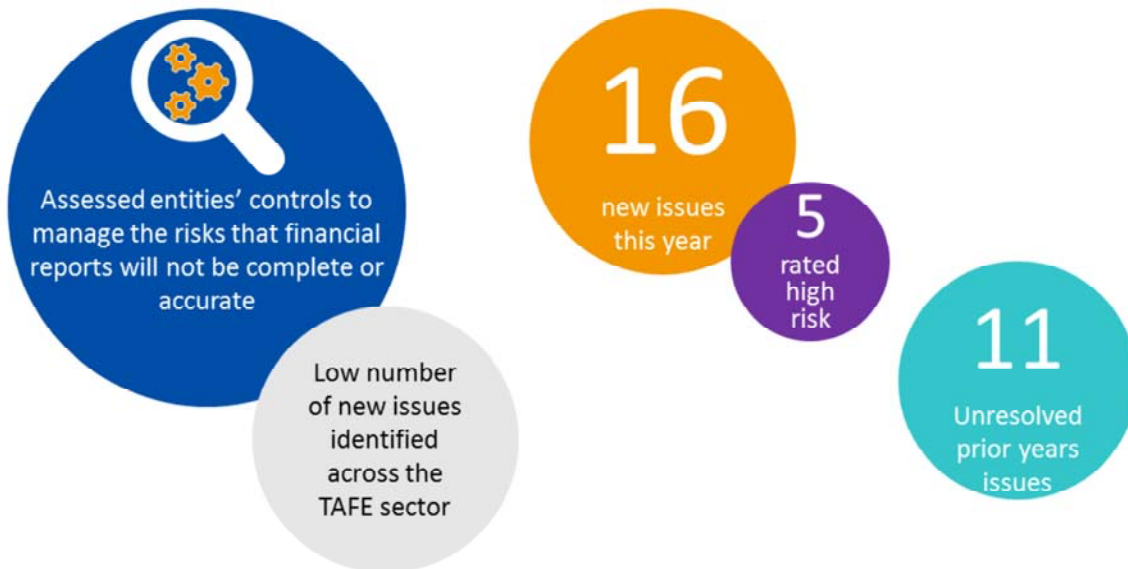 Assessed entities' controls to
manage the risks that financial
reports will not be complete or
accurate
Low number
of new issues
identified
across the
TAFE sector
16
new issues
this year
5
rated
high
risk
11
Unresolved
prior years
issues